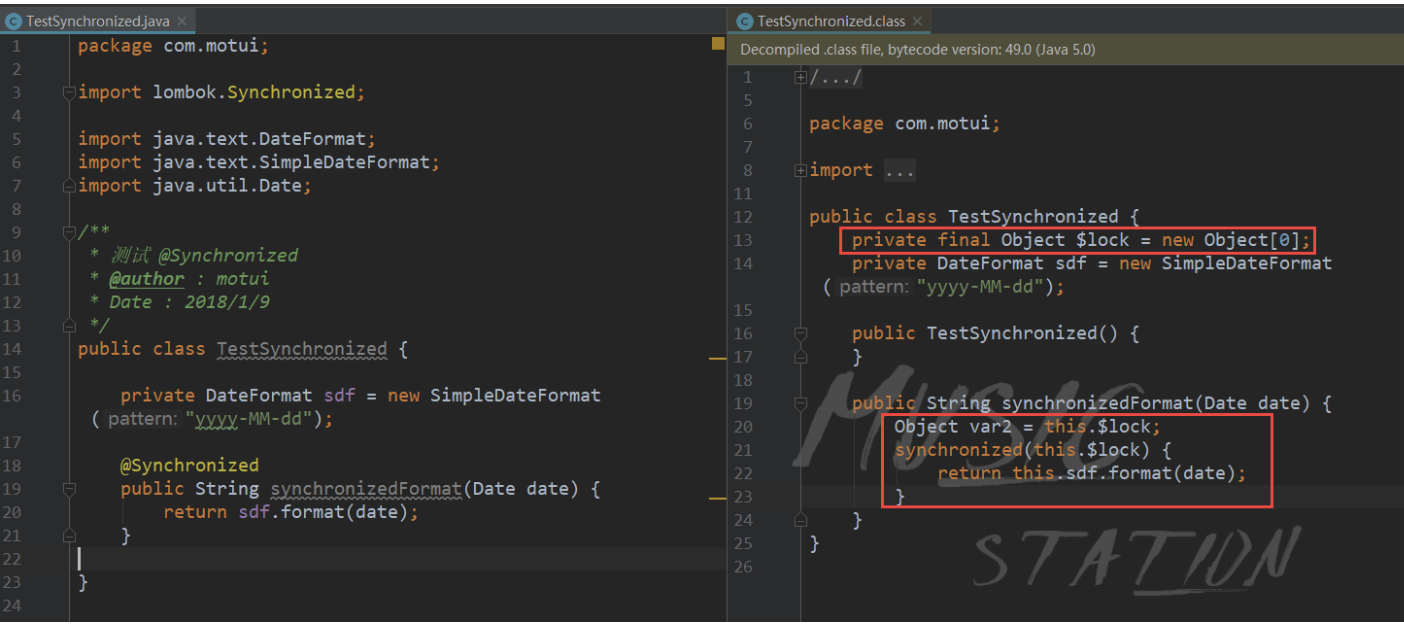 TestSynchronized.java
1 package com.motui;
2
3 import lombok.Synchronized;
4
5 import java.text.DateFormat;
6 import java.text.SimpleDateFormat;
7 import java.util.Date;
8
9 /**
10 * 测试 @Synchronized
11 * @author : motui
12 * Date : 2018/1/9
13 */
14 public class TestSynchronized {
15
16 private DateFormat sdf = new SimpleDateFormat
( pattern: "yyyy-MM-dd");
17
18 @Synchronized
19 public String synchronizedFormat(Date date) {
20 return sdf.format(date);
21 }
22
23 }
24
TestSynchronized.class
Decompiled .class file, bytecode version: 49.0 (Java 5.0)
1 /.../
5
6 package com.motui;
7
8 import ...
11
12 public class TestSynchronized {
13 private final Object $lock = new Object[0];
14 private DateFormat sdf = new SimpleDateFormat
( pattern: "yyyy-MM-dd");
15
16 public TestSynchronized() {
17 }
18
19 public String synchronizedFormat(Date date) {
20 Object var2 = this.$lock;
21 synchronized(this.$lock) {
22 return this.sdf.format(date);
23 }
24 }
25 }
26
MUSIC
STATION